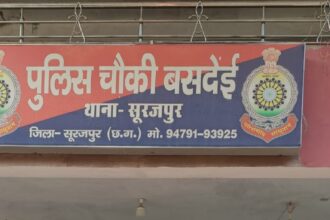 पुलिस चौकी बसदेंई
थाना- सूरजपुर
जिला- सूरजपुर (छ.ग.) मो. 94791-93925